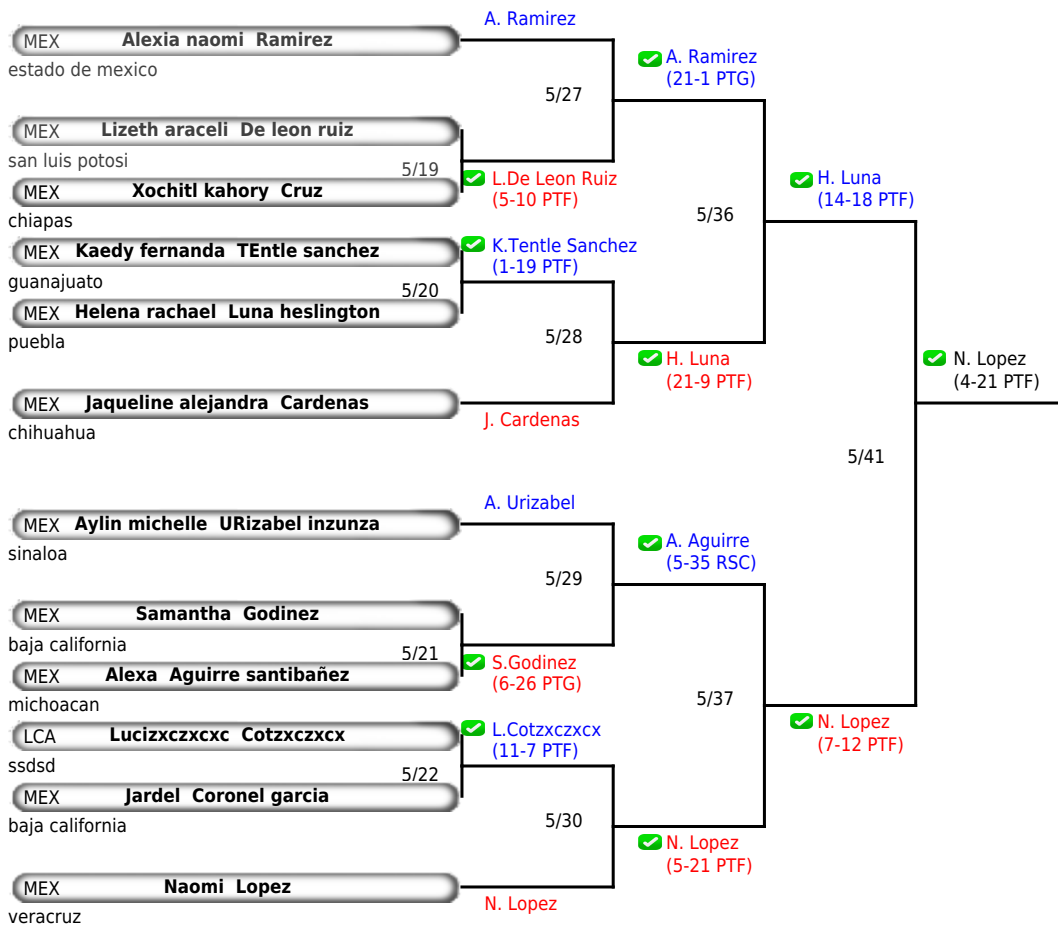 A. Ramirez
MEX Alexia naomi Ramirez
estado de mexico
A. Ramirez
(21-1 PTG)
5/27
MEX Lizeth araceli De leon ruiz
san luis potosi
5/19
L.De Leon Ruiz
(5-10 PTF)
MEX Xochitl kahory Cruz
chiapas
H. Luna
(14-18 PTF)
5/36
MEX Kaedy fernanda TEntle sanchez
guanajuato
K.Tentle Sanchez
(1-19 PTF)
5/20
MEX Helena rachael Luna heslington
puebla
5/28
H. Luna
(21-9 PTF)
N. Lopez
(4-21 PTF)
MEX Jaqueline alejandra Cardenas
chihuahua
J. Cardenas
5/41
A. Urizabel
MEX Aylin michelle URizabel inzunza
sinaloa
A. Aguirre
(5-35 RSC)
5/29
MEX Samantha Godinez
baja california
5/21
S.Godinez
(6-26 PTG)
MEX Alexa Aguirre santibañez
michoacan
5/37
N. Lopez
(7-12 PTF)
LCA Lucizxczxcxc Cotzxczxcx
ssdsd
L.Cotzxczxcx
(11-7 PTF)
5/22
MEX Jardel Coronel garcia
baja california
5/30
N. Lopez
(5-21 PTF)
MEX Naomi Lopez
veracruz
N. Lopez